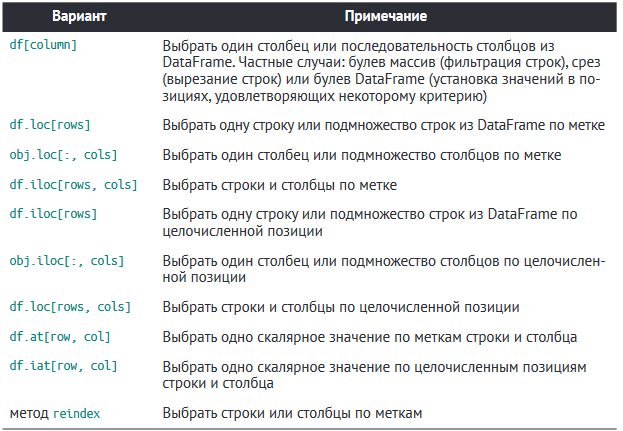 Вариант Примечание
df[column] Выбрать один столбец или последовательность столбцов из
DataFrame. Частные случаи: булев массив (фильтрация строк), срез
(вырезание строк) или булев DataFrame (установка значений в по-
зициях, удовлетворяющих некоторому критерию)
df.loc[rows] Выбрать одну строку или подмножество строк из DataFrame по метке
obj.loc[:, cols] Выбрать один столбец или подмножество столбцов по метке
df.iloc[rows, cols] Выбрать строки и столбцы по метке
df.iloc[rows] Выбрать одну строку или подмножество строк из DataFrame по
целочисленной позиции
obj.iloc[:, cols] Выбрать один столбец или подмножество столбцов по целочислен-
ной позиции
df.loc[rows, cols] Выбрать строки и столбцы по целочисленной позиции
df.at[row, col] Выбрать одно скалярное значение по меткам строки и столбца
df.iat[row, col] Выбрать одно скалярное значение по целочисленным позициям
строки и столбца
метод reindex Выбрать строки или столбцы по меткам